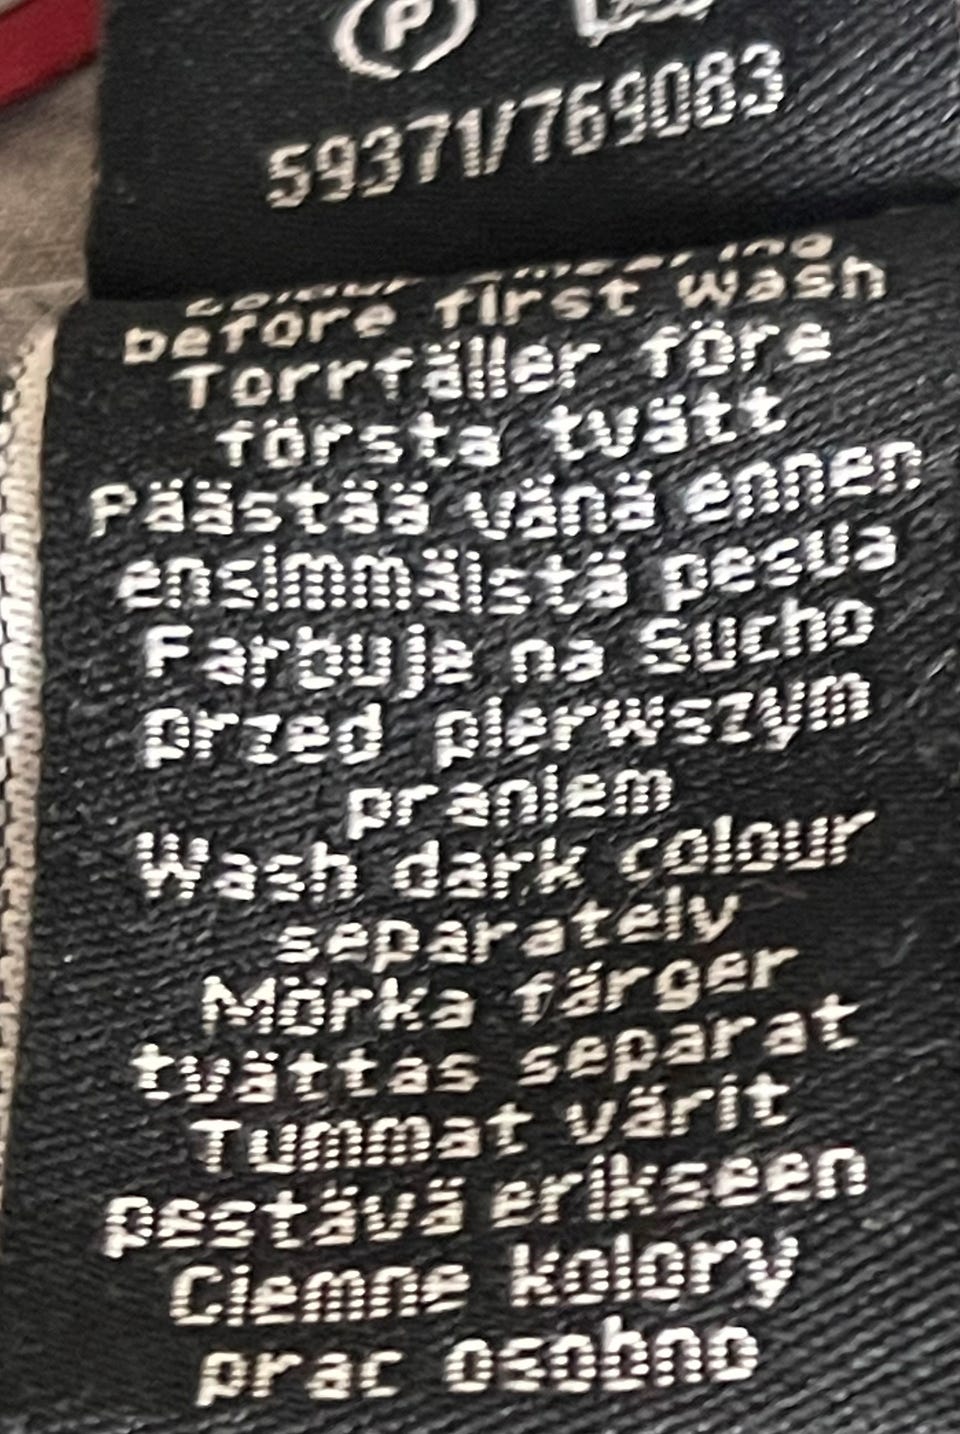 P
59371/769083
before first wash
Torrfäller före
första tvätt
Päästää vänä ennen
ensimmäistä pesua
Farbuje na Sucho
przed pierwszym
praniem
Wash dark colour
separately
Mörka färger
tvättas separat
Tummat värit
pestävä erikseen
Ciemne kolory
prac osobno